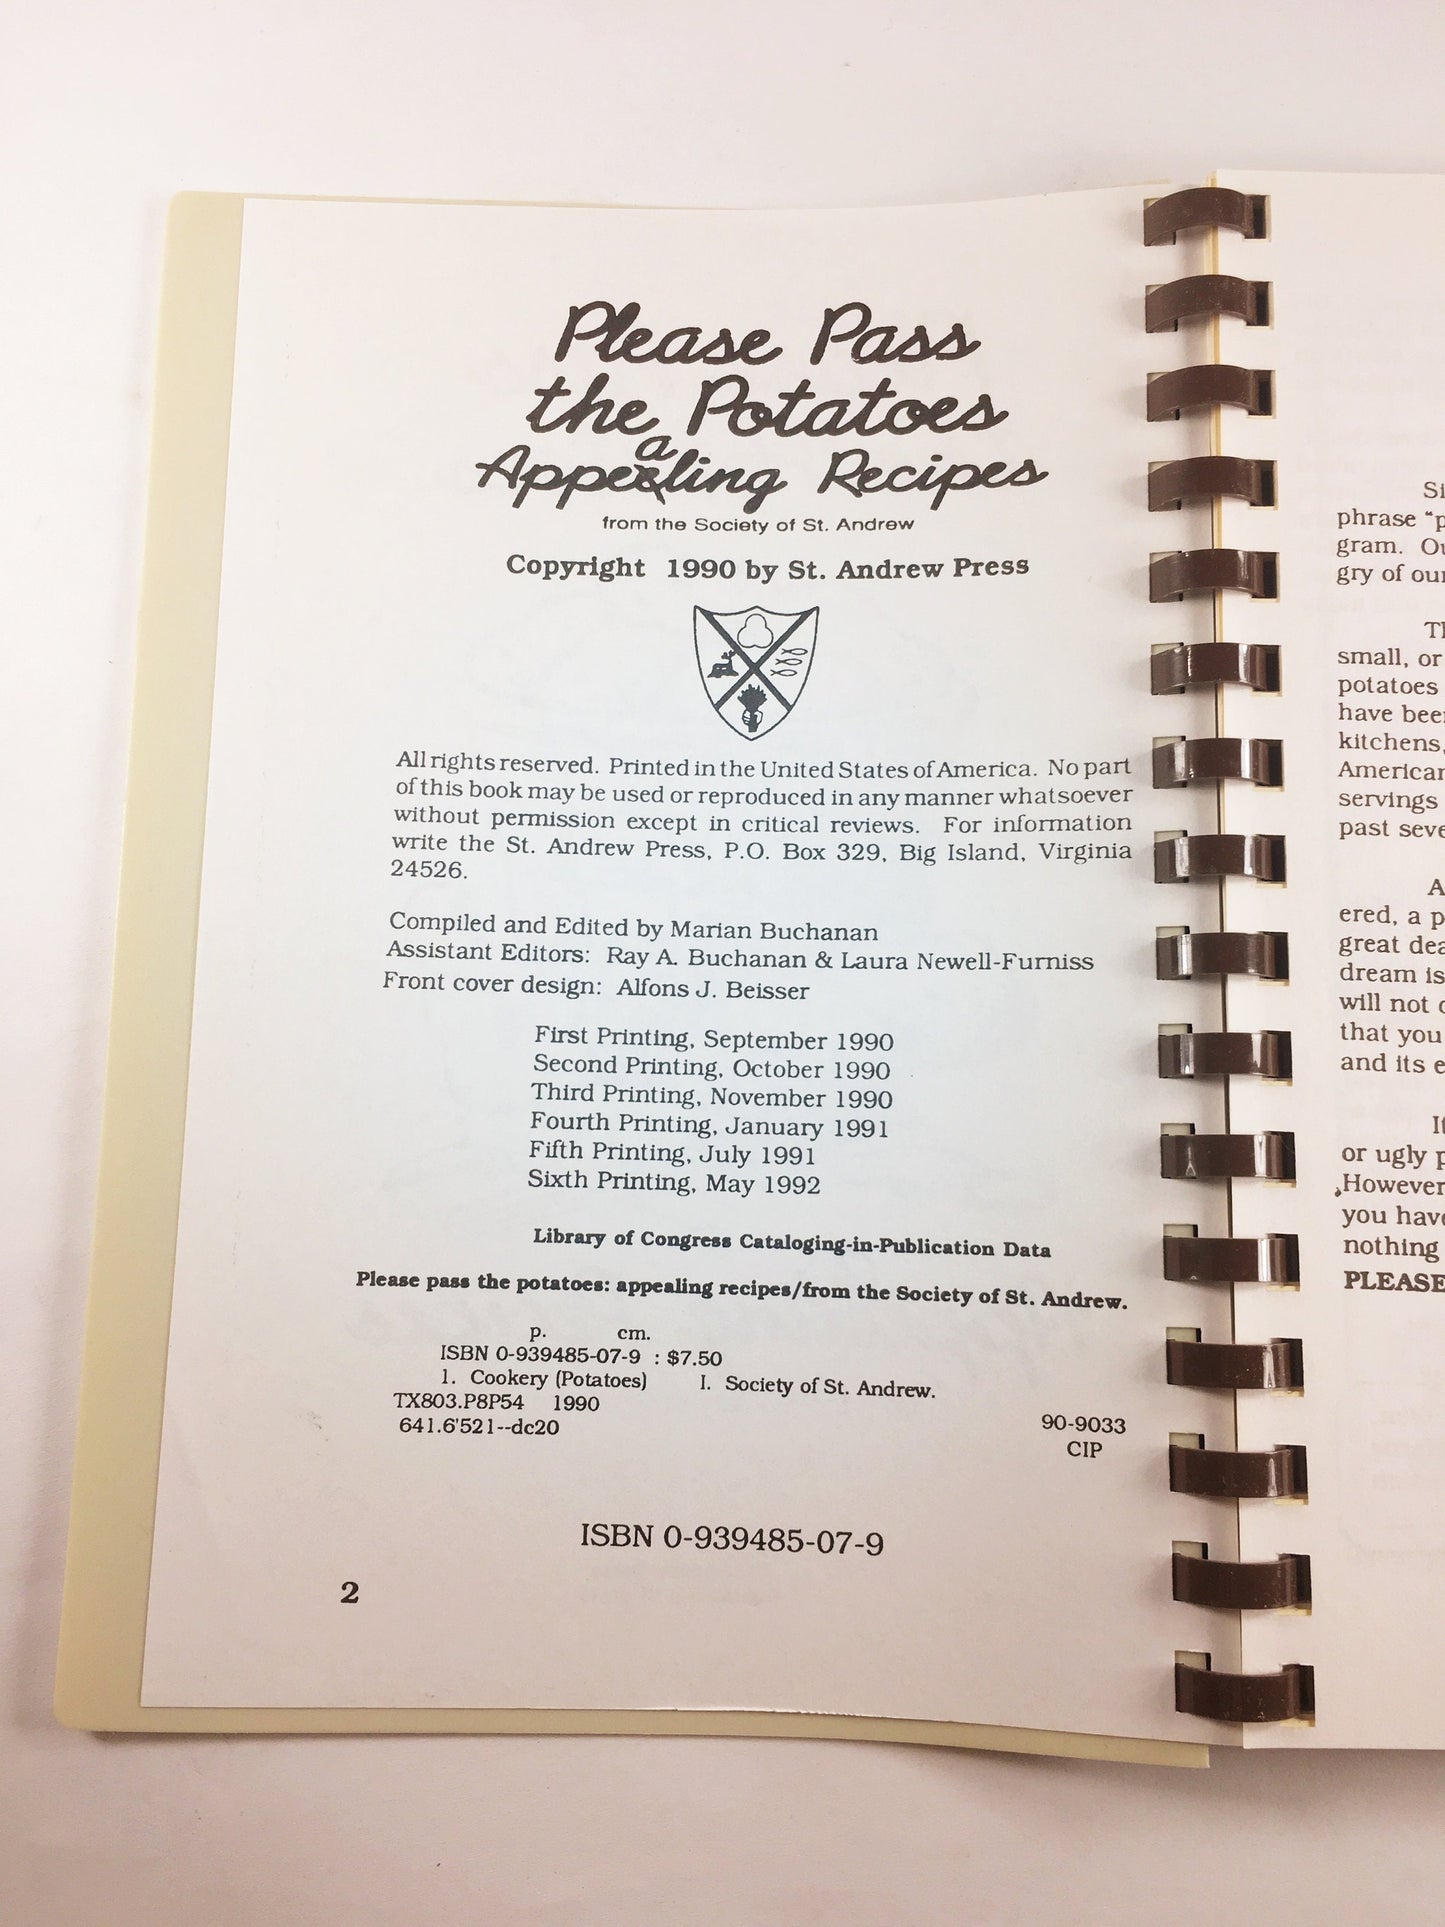 Please Pass
the Potatoes
Appealing Recipes
from the Society of St. Andrew
Copyright 1990 by St. Andrew Press
All rights reserved. Printed in the United States of America. No part
of this book may be used or reproduced in any manner whatsoever
without permission except in critical reviews. For information
write the St. Andrew Press, P.O. Box 329, Big Island, Virginia
24526.
Compiled and Edited by Marian Buchanan
Assistant Editors: Ray A. Buchanan & Laura Newell-Furniss
Front cover design: Alfons J. Beisser
First Printing, September 1990
Second Printing, October 1990
Third Printing, November 1990
Fourth Printing, January 1991
Fifth Printing, July 1991
Sixth Printing, May 1992
Library of Congress Cataloging-in-Publication Data
Please pass the potatoes: appealing recipes/from the Society of St. Andrew.
p. cm.
ISBN 0-939485-07-9 : $7.50
1. Cookery (Potatoes) I. Society of St. Andrew.
TX803.P8P54 1990
641.6'521--dc20
90-9033
CIP
ISBN 0-939485-07-9
2
phrase
gram.
gry of our
small, or
potatoes
have been
kitchens,
American
servings
past
ered, a
great
dream is
will not
that you
and its
or ugly
However
you have
nothing
PLEASE